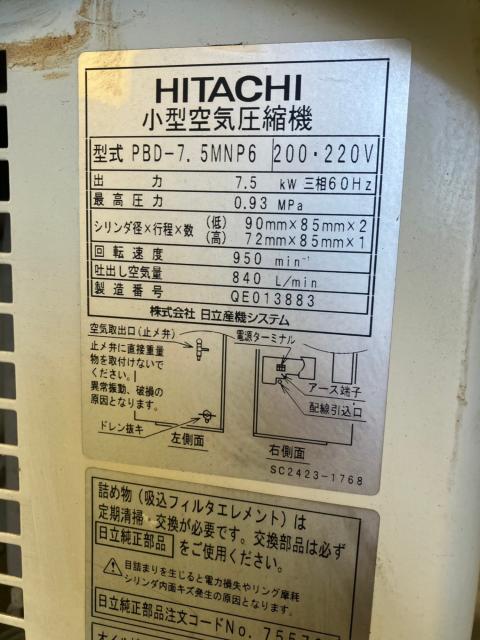 HITACHI
小型空気圧縮機
型式 PBD-7.5MNP6 200・220V
出力 7.5 kW 三相60Hz
最高圧力 0.93 MPa
シリンダ径×行程×数 (低) 90mm×85mm×2
(高) 72mm×85mm×1
回転速度 950 min⁻¹
吐出し空気量 840 L/min
製造番号 QE013883
株式会社 日立産機システム
空気取出口(止メ弁)
止メ弁に直接重量
物を取付けないで
ください。
異常振動、破損の
原因となります。
ドレン抜キ
左側面
電源ターミナル
アース端子
配線引込口
右側面
SC2423-1768
詰め物(吸込フィルタエレメント)は
定期清掃・交換が必要です。交換部品は必ず
日立純正部品 をご使用ください。
目詰まりを生じると電力損失やリング摩耗
シリンダ内面キズ発生の原因となります。
日立純正部品注文コードNo.